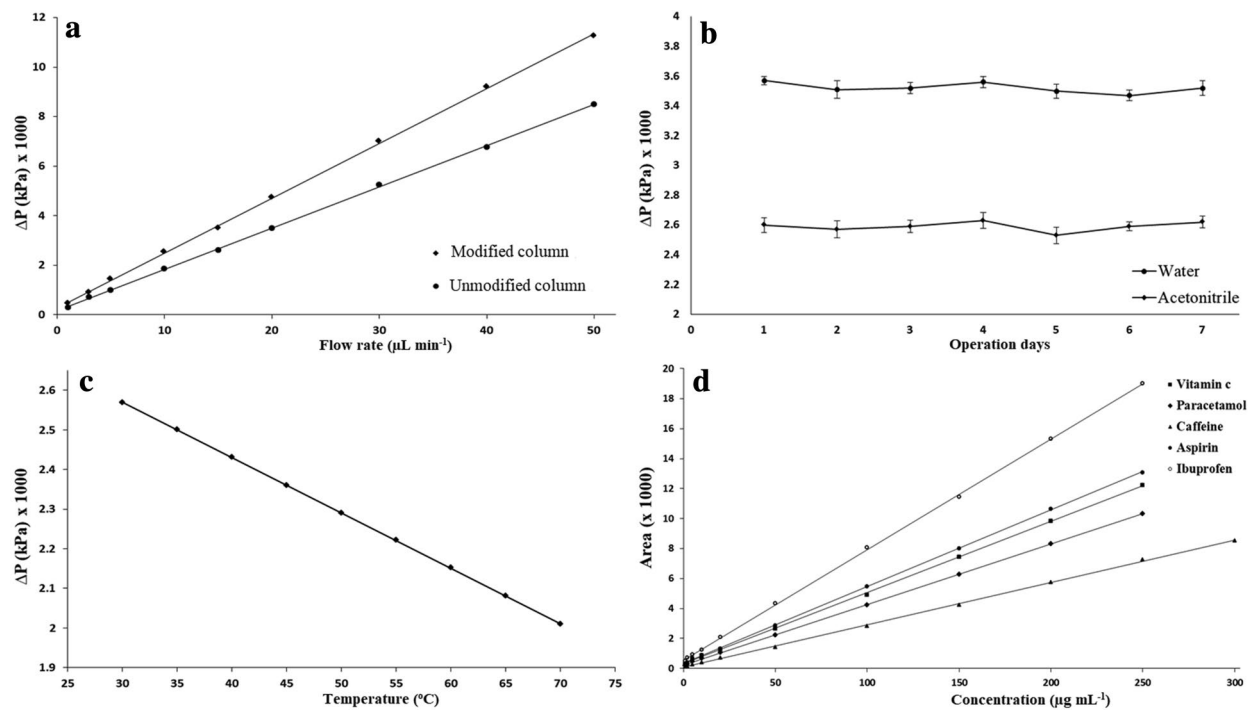 a
12
10
8
6
4
2
0
ΔP (kPa) x 1000
Modified column
Unmodified column
0 10 20 30 40 50
Flow rate (µL min-1)
b
4
3.8
3.6
3.4
3.2
3
2.8
2.6
2.4
2.2
2
ΔP (kPa) x 1000
Water
Acetonitrile
0 1 2 3 4 5 6 7
Operation days
c
2.6
2.5
2.4
2.3
2.2
2.1
2
1.9
ΔP (kPa) x 1000
25 30 35 40 45 50 55 60 65 70 75
Temperature (ºC)
d
20
18
16
14
12
10
8
6
4
2
0
Area (x 1000)
Vitamin c
Paracetamol
Caffeine
Aspirin
Ibuprofen
0 50 100 150 200 250 300
Concentration (µg mL-1)